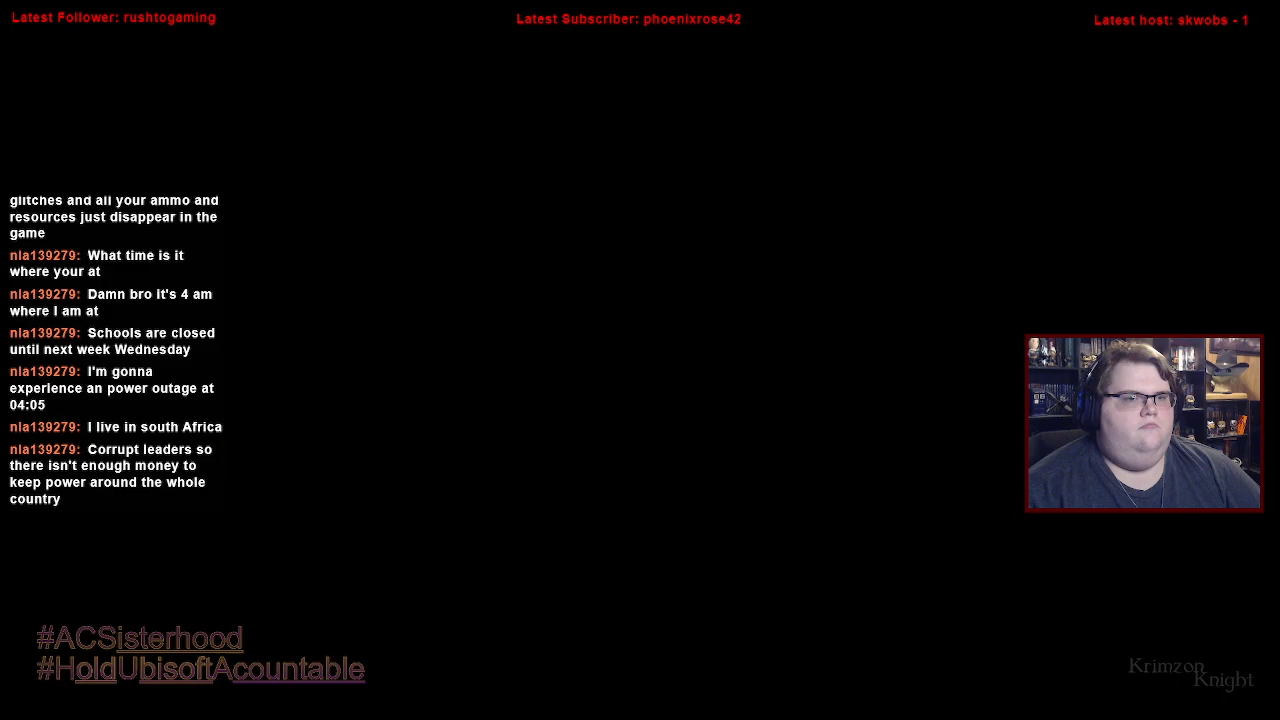 Latest Follower: rushtogaming
Latest Subscriber: phoenixrose42
Latest host: skwobs - 1
glitches and all your ammo and
resources just disappear in the
game
nla139279: What time is it
where your at
nla139279: Damn bro it's 4 am
where I am at
nla139279: Schools are closed
until next week Wednesday
nla139279: I'm gonna
experience an power outage at
04:05
nla139279: I live in south Africa
nla139279: Corrupt leaders so
there isn't enough money to
keep power around the whole
country
#ACSisterhood
#HoldUbisoftAcountable
Krimzon
Knight